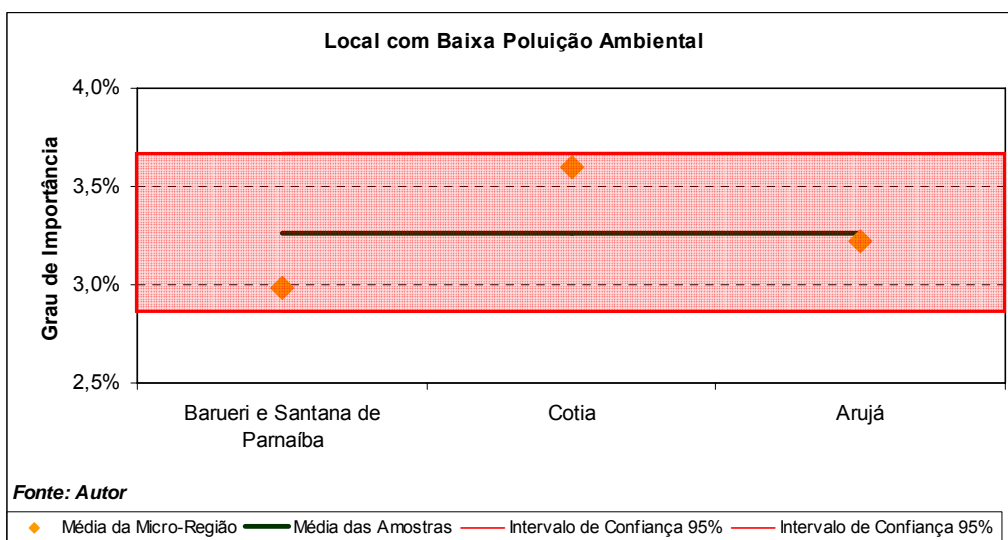 Local com Baixa Poluição Ambiental
4,0%
3,5%
3,0%
2,5%
Grau de Importância
Barueri e Santana de
Parnaíba
Cotia
Arujá
Fonte: Autor
Média da Micro-Região
Média das Amostras
Intervalo de Confiança 95%
Intervalo de Confiança 95%